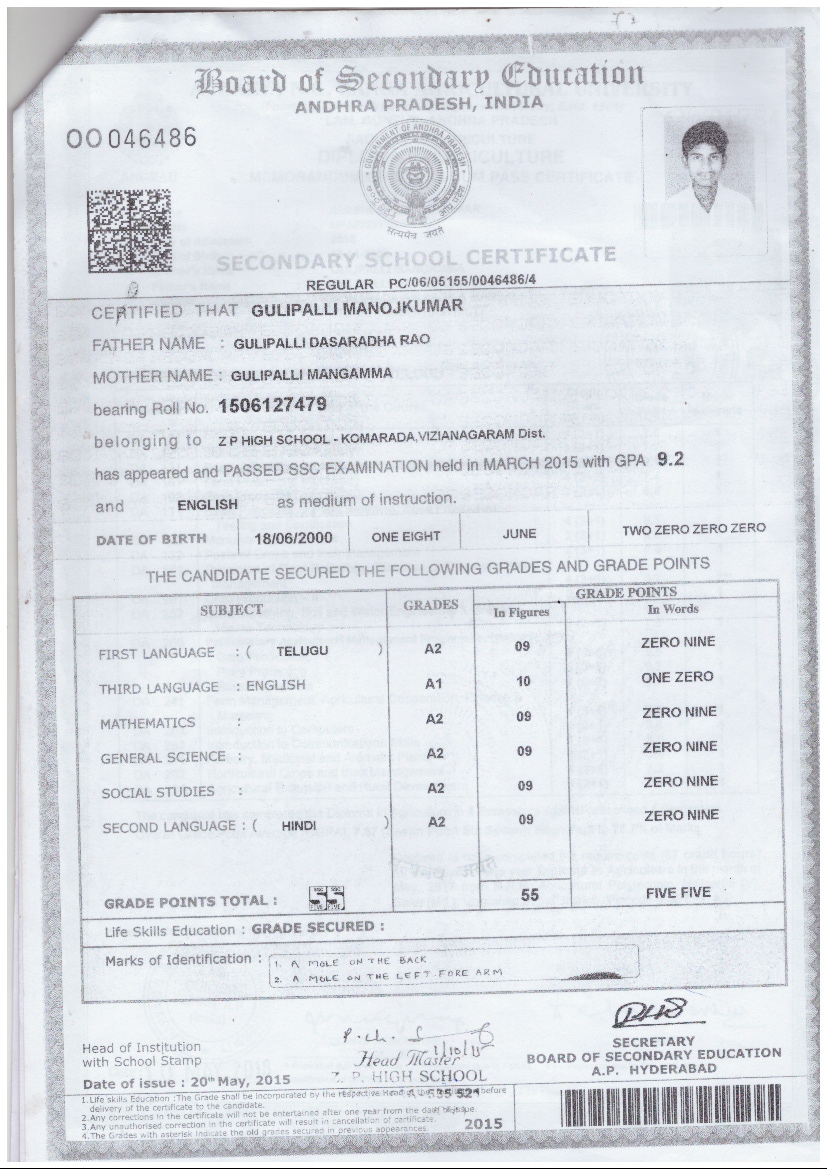 Board of Secondary Education
ANDHRA PRADESH, INDIA
OO 046486
GOVERNMENT OF ANDHRA PRADESH
सत्यमेव जयते
SECONDARY SCHOOL CERTIFICATE
REGULAR PC/06/05155/0046486/4
CERTIFIED THAT GULIPALLI MANOJKUMAR
FATHER NAME : GULIPALLI DASARADHA RAO
MOTHER NAME : GULIPALLI MANGAMMA
bearing Roll No. 1506127479
belonging to Z P HIGH SCHOOL - KOMARADA,VIZIANAGARAM Dist.
has appeared and PASSED SSC EXAMINATION held in MARCH 2015 with GPA 9.2
and ENGLISH as medium of instruction.
DATE OF BIRTH 18/06/2000 ONE EIGHT JUNE TWO ZERO ZERO ZERO
THE CANDIDATE SECURED THE FOLLOWING GRADES AND GRADE POINTS
SUBJECT GRADES GRADE POINTS
In Figures In Words
FIRST LANGUAGE : ( TELUGU ) A2 09 ZERO NINE
THIRD LANGUAGE : ENGLISH A1 10 ONE ZERO
MATHEMATICS : A2 09 ZERO NINE
GENERAL SCIENCE : A2 09 ZERO NINE
SOCIAL STUDIES : A2 09 ZERO NINE
SECOND LANGUAGE : ( HINDI ) A2 09 ZERO NINE
GRADE POINTS TOTAL : 55 FIVE FIVE
Life Skills Education : GRADE SECURED :
Marks of Identification : 1. A MOLE ON THE BACK
2. A MOLE ON THE LEFT FORE ARM
Head of Institution
with School Stamp
Head Master
Z. P. HIGH SCHOOL
SECRETARY
BOARD OF SECONDARY EDUCATION
A.P. HYDERABAD
Date of issue : 20th May, 2015
1.Life skills Education :The Grade shall be incorporated by the respective Head of the before
delivery of the certificate to the candidate.
2.Any corrections in the certificate will not be entertained after one year from the date of issue.
3.Any unauthorised correction in the certificate will result in cancellation of certificate.
4.The Grades with asterisk indicate the old grades secured in previous appearances.
2015